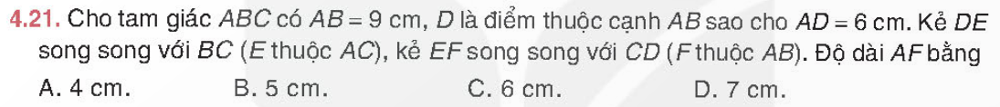 4.21. Cho tam giác ABC có AB = 9 cm, D là điểm thuộc cạnh AB sao cho AD = 6 cm. Kẻ DE
song song với BC (E thuộc AC), kẻ EF song song với CD (F thuộc AB). Độ dài AF bằng
A. 4 cm. B. 5 cm. C. 6 cm. D. 7 cm.